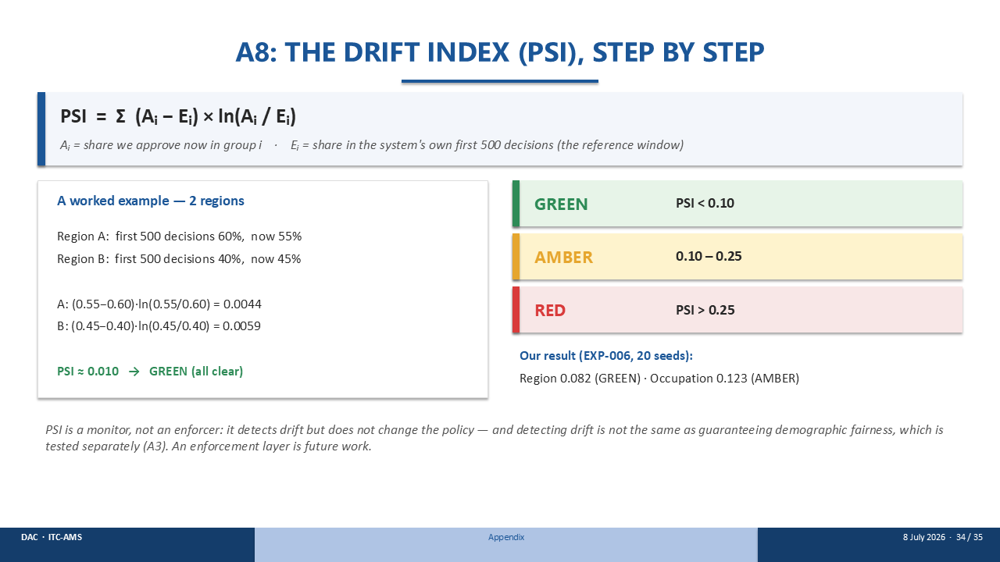 A8: THE DRIFT INDEX (PSI), STEP BY STEP
PSI = Σ (Aᵢ − Eᵢ) × ln(Aᵢ / Eᵢ)
Aᵢ = share we approve now in group i · Eᵢ = share in the system's own first 500 decisions (the reference window)
A worked example — 2 regions
Region A: first 500 decisions 60%, now 55%
Region B: first 500 decisions 40%, now 45%
A: (0.55−0.60)·ln(0.55/0.60) = 0.0044
B: (0.45−0.40)·ln(0.45/0.40) = 0.0059
PSI ≈ 0.010 → GREEN (all clear)
GREEN PSI < 0.10
AMBER 0.10 – 0.25
RED PSI > 0.25
Our result (EXP-006, 20 seeds):
Region 0.082 (GREEN) · Occupation 0.123 (AMBER)
PSI is a monitor, not an enforcer: it detects drift but does not change the policy — and detecting drift is not the same as guaranteeing demographic fairness, which is
tested separately (A3). An enforcement layer is future work.
DAC · ITC-AMS
Appendix
8 July 2026 · 34 / 35